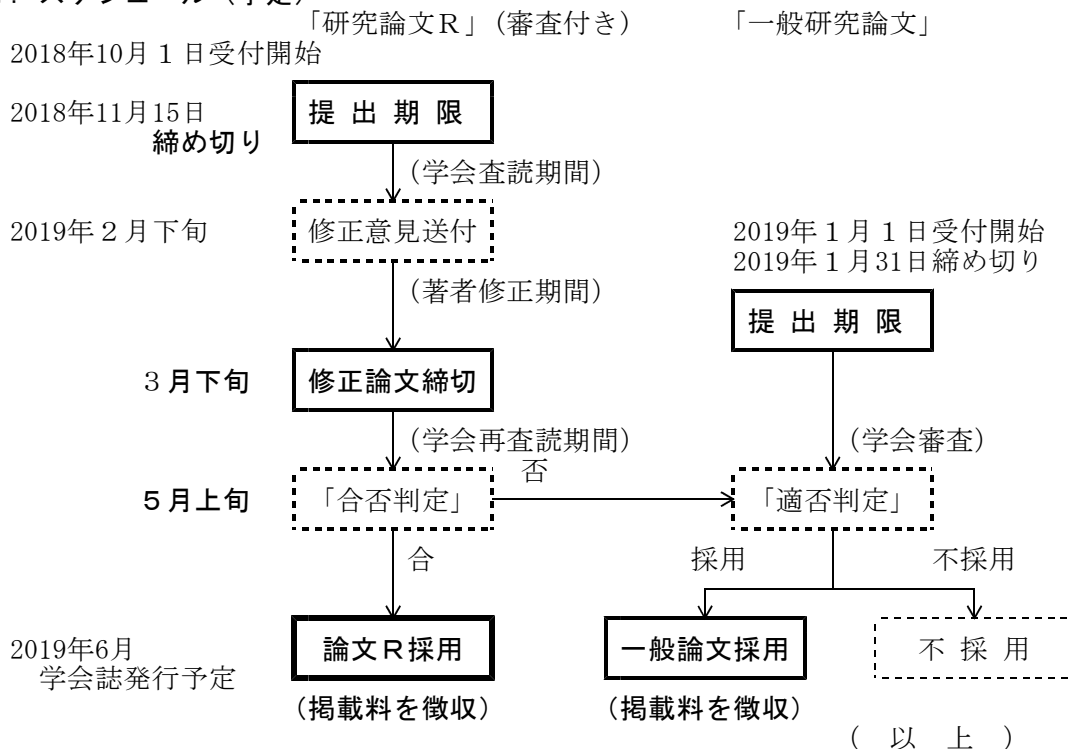 スケジュール（予定）
「研究論文Ｒ」（審査付き）　「一般研究論文」
2018年10月１日受付開始
2018年11月15日
締め切り
提 出 期 限
（学会査読期間）
2019年２月下旬
修正意見送付
2019年１月１日受付開始
2019年１月31日締め切り
（著者修正期間）
提 出 期 限
３月下旬
修正論文締切
（学会再査読期間）
（学会審査）
否
５月上旬
「合否判定」
「適否判定」
合
採用
不採用
2019年6月
学会誌発行予定
論文Ｒ採用
一般論文採用
不 採 用
（掲載料を徴収）
（掲載料を徴収）
（　以　上　）